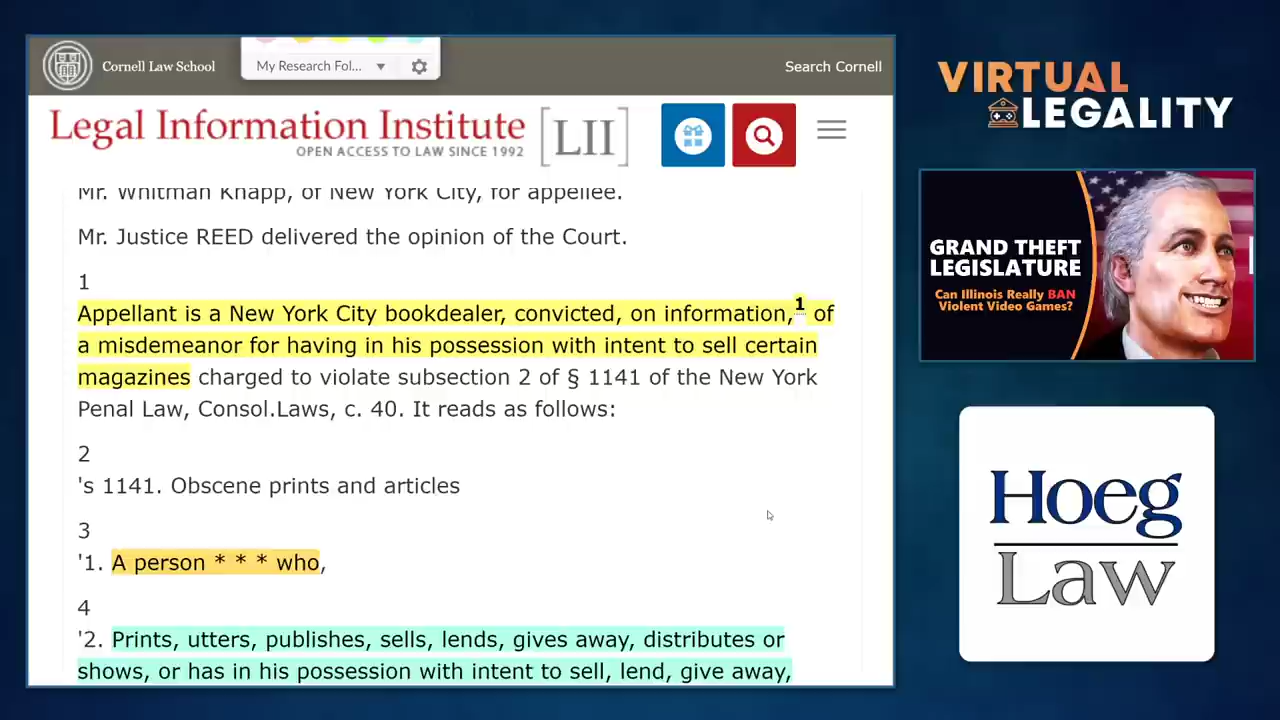 Cornell Law School
My Research Fol...
Search Cornell
Legal Information Institute
OPEN ACCESS TO LAW SINCE 1992
[LII]
Mr. Whitman Knapp, of New York City, for appellee.
Mr. Justice REED delivered the opinion of the Court.
1
Appellant is a New York City bookdealer, convicted, on information,1 of
a misdemeanor for having in his possession with intent to sell certain
magazines charged to violate subsection 2 of § 1141 of the New York
Penal Law, Consol.Laws, c. 40. It reads as follows:
2
's 1141. Obscene prints and articles
3
'1. A person * * * who,
4
'2. Prints, utters, publishes, sells, lends, gives away, distributes or
shows, or has in his possession with intent to sell, lend, give away,
VIRTUAL
LEGALITY
GRAND THEFT
LEGISLATURE
Can Illinois Really BAN
Violent Video Games?
Hoeg
Law